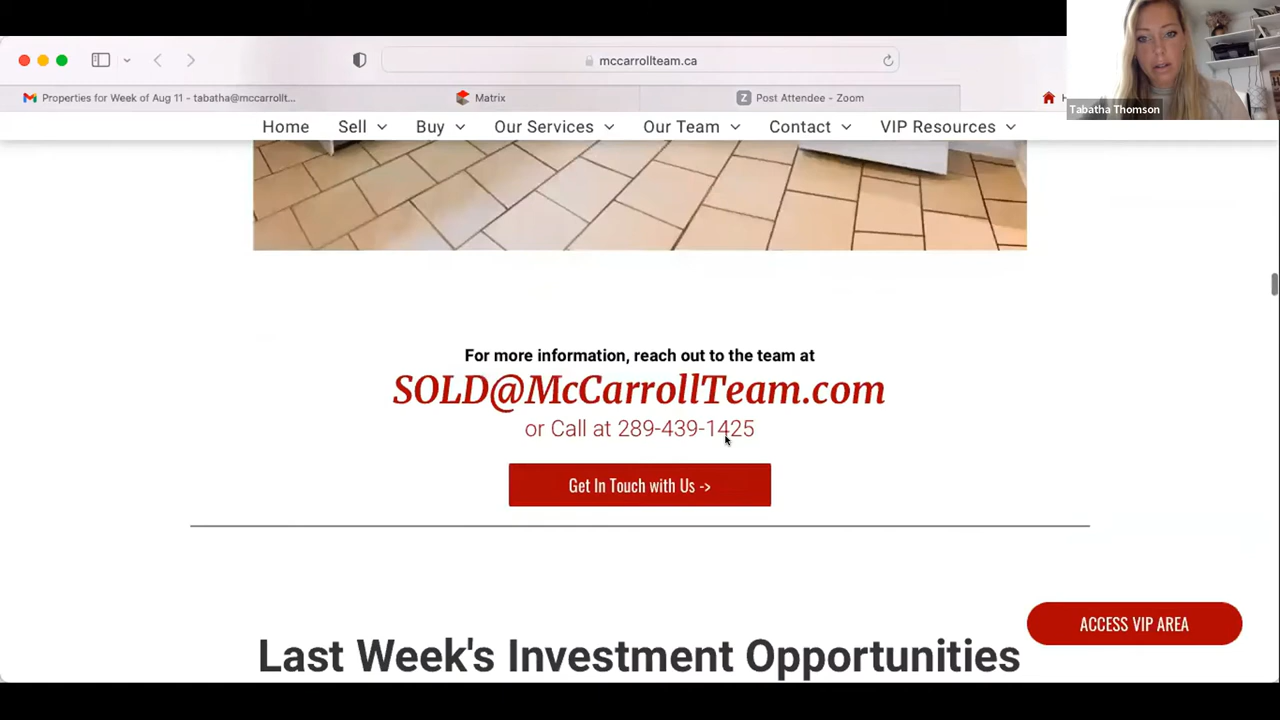 mccarrollteam.ca
Properties for Week of Aug 11 - tabatha@mccarrollt...
Matrix
Post Attendee - Zoom
Tabatha Thomson
Home
Sell
Buy
Our Services
Our Team
Contact
VIP Resources
For more information, reach out to the team at
SOLD@McCarrollTeam.com
or Call at 289-439-1425
Get In Touch with Us ->
ACCESS VIP AREA
Last Week's Investment Opportunities